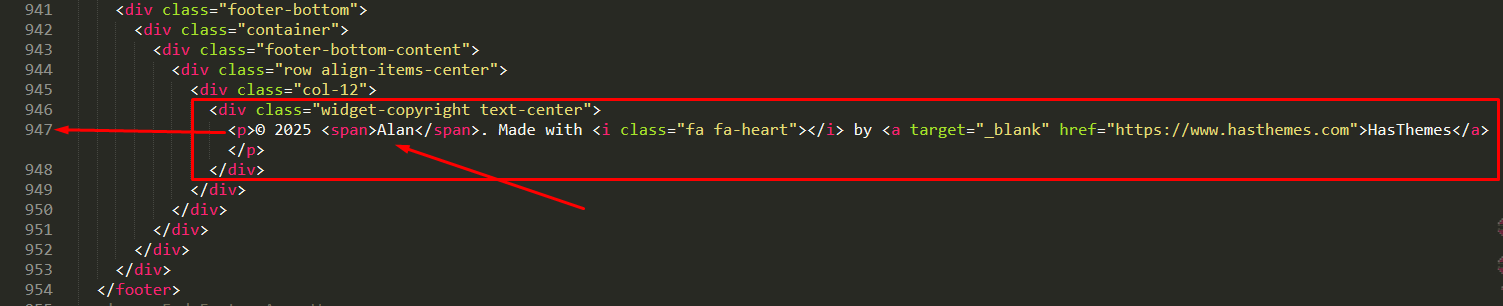 941 <div class="footer-bottom">
942 <div class="container">
943 <div class="footer-bottom-content">
944 <div class="row align-items-center">
945 <div class="col-12">
946 <div class="widget-copyright text-center">
947 <p>© 2025 <span>Alan</span>. Made with <i class="fa fa-heart"></i> by <a target="_blank" href="https://www.hasthemes.com">HasThemes</a>
</p>
948 </div>
949 </div>
950 </div>
951 </div>
952 </div>
953 </div>
954 </footer>